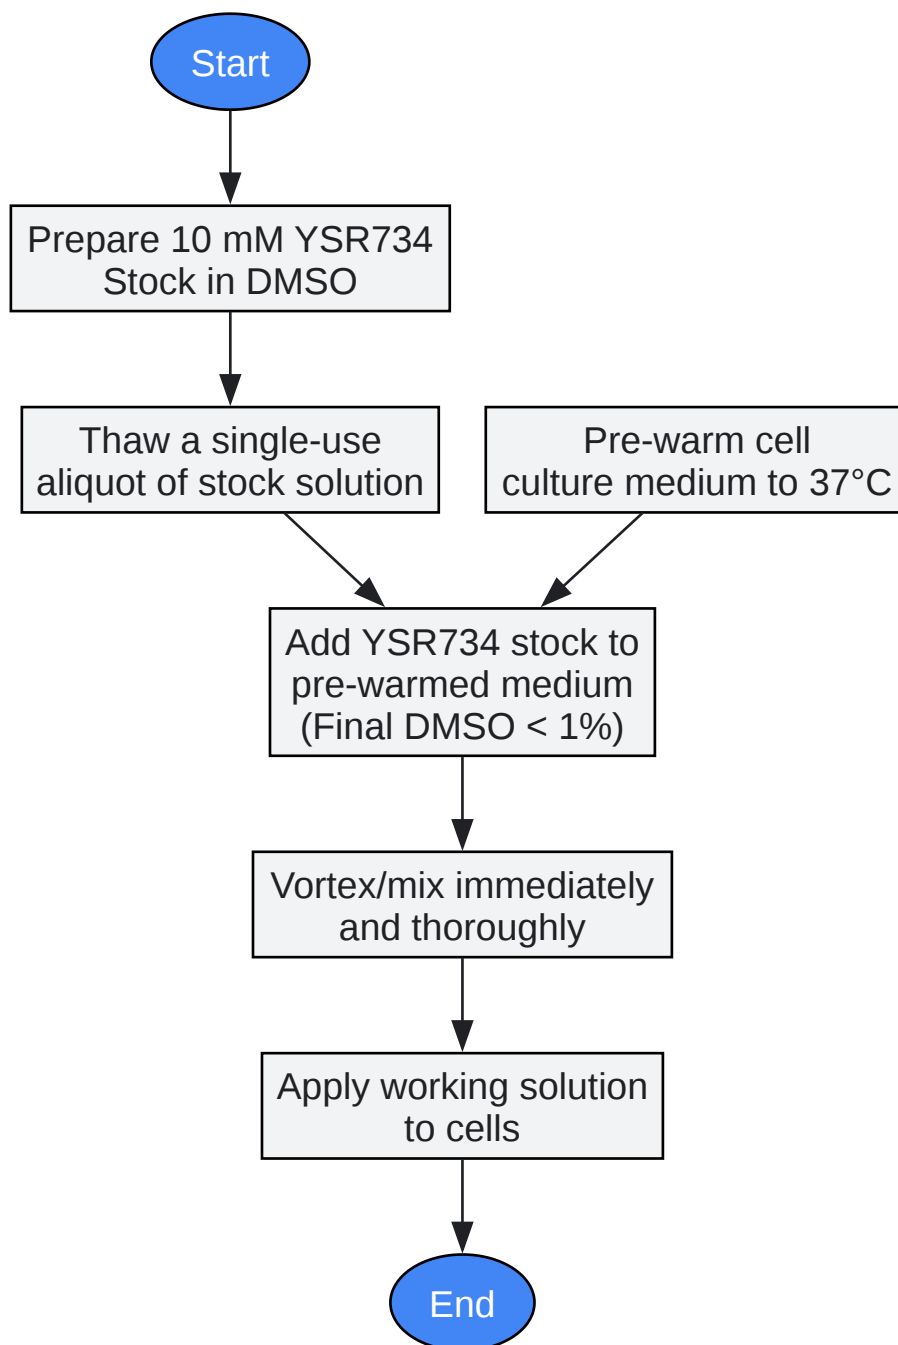 Start
Prepare 10 mM YSR734
Stock in DMSO
Thaw a single-use
aliquot of stock solution
Pre-warm cell
culture medium to 37°C
Add YSR734 stock to
pre-warmed medium
(Final DMSO < 1%)
Vortex/mix immediately
and thoroughly
Apply working solution
to cells
End